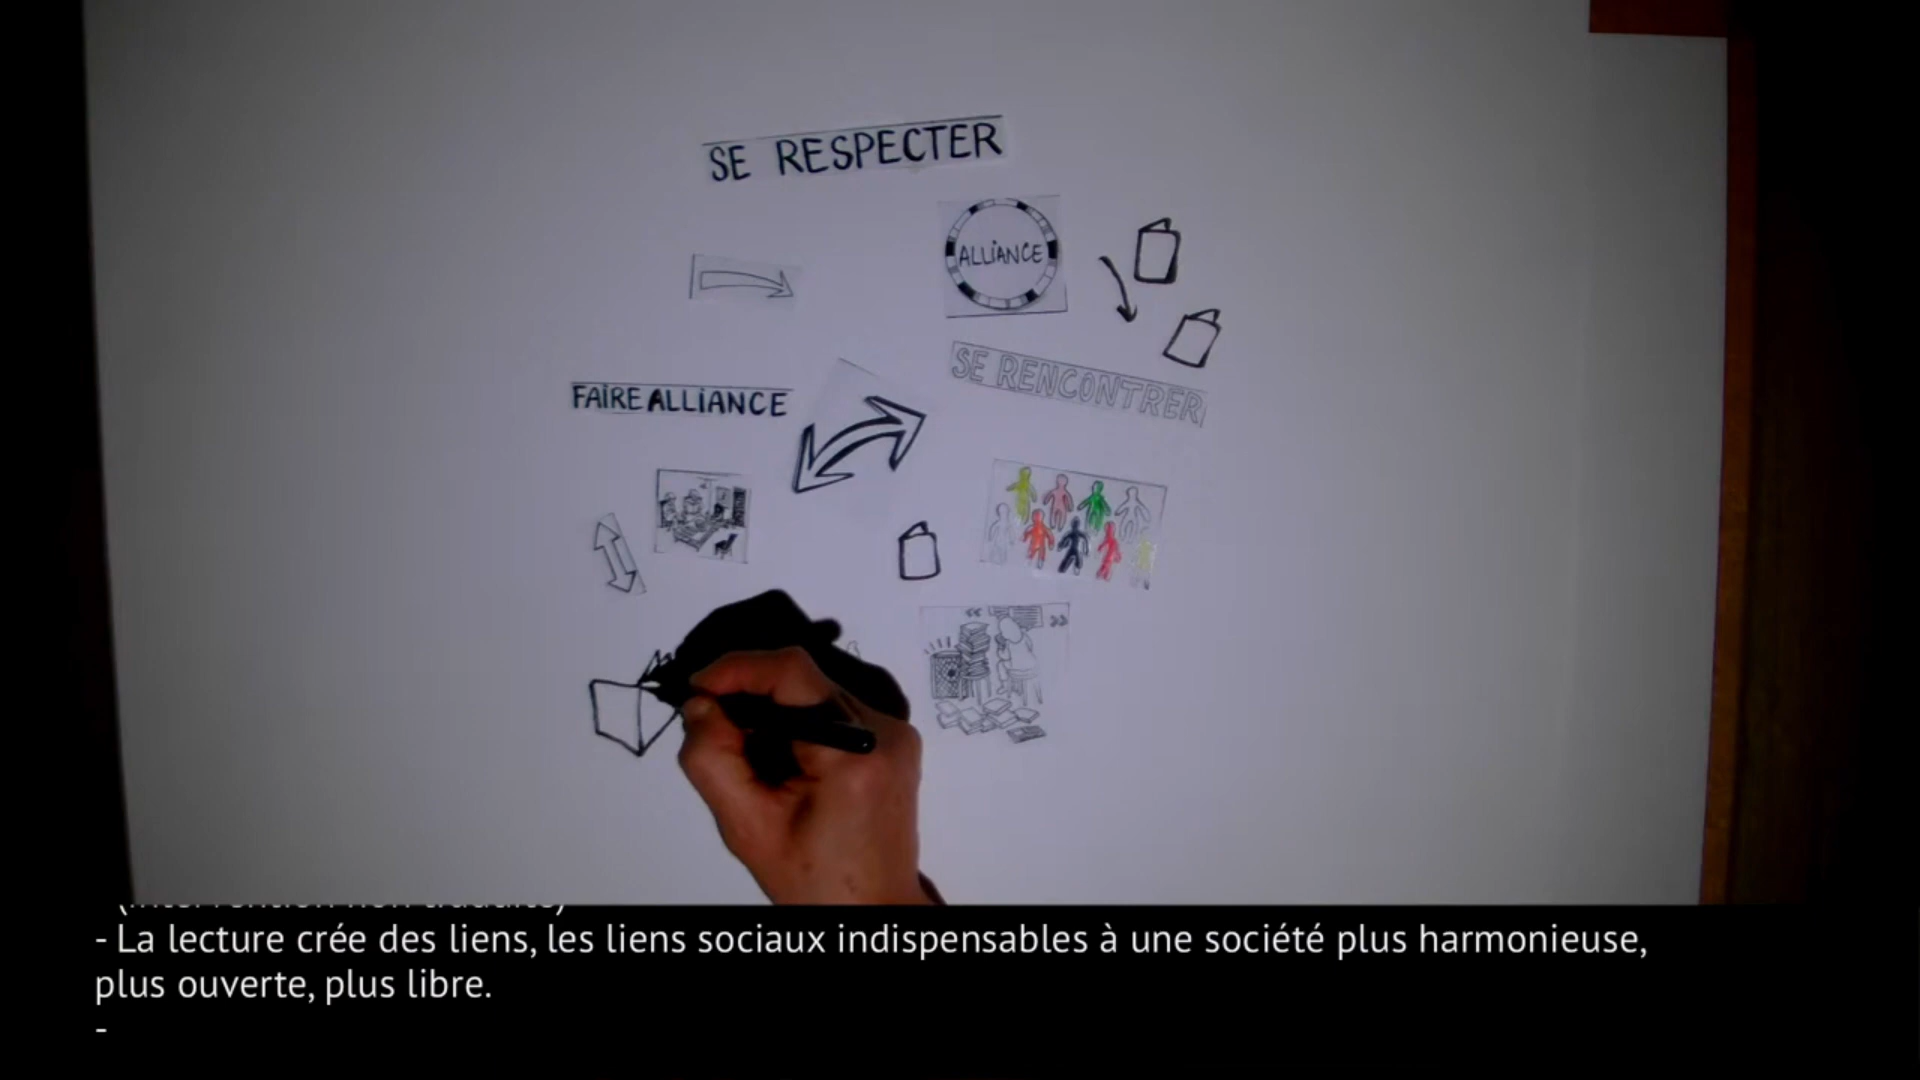 SE RESPECTER
ALLiANCE
SE RENCONTRER
FAiRE ALLiANCE
« »
- La lecture crée des liens, les liens sociaux indispensables à une société plus harmonieuse,
plus ouverte, plus libre.
-